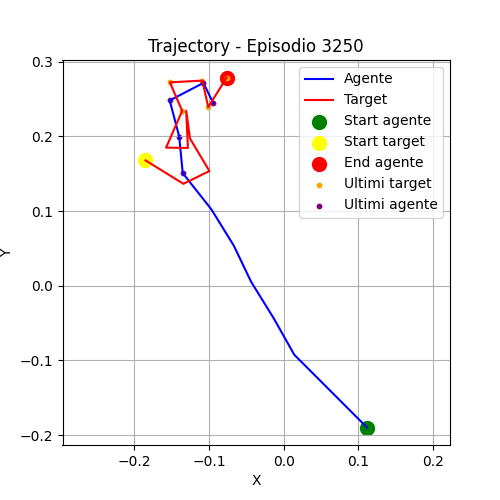 Trajectory - Episodio 3250
Agente
Target
Start agente
Start target
End agente
Ultimi target
Ultimi agente
0.3
0.2
0.1
0.0
−0.1
−0.2
Y
−0.2
−0.1
0.0
0.1
0.2
X